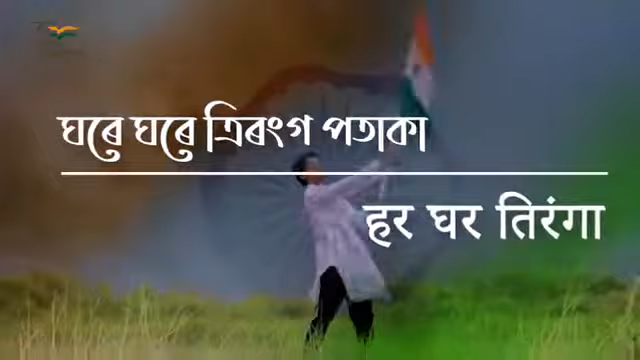 ঘৰে ঘৰে ত্ৰিৰংগ পতাকা
हर घर तिरंगा